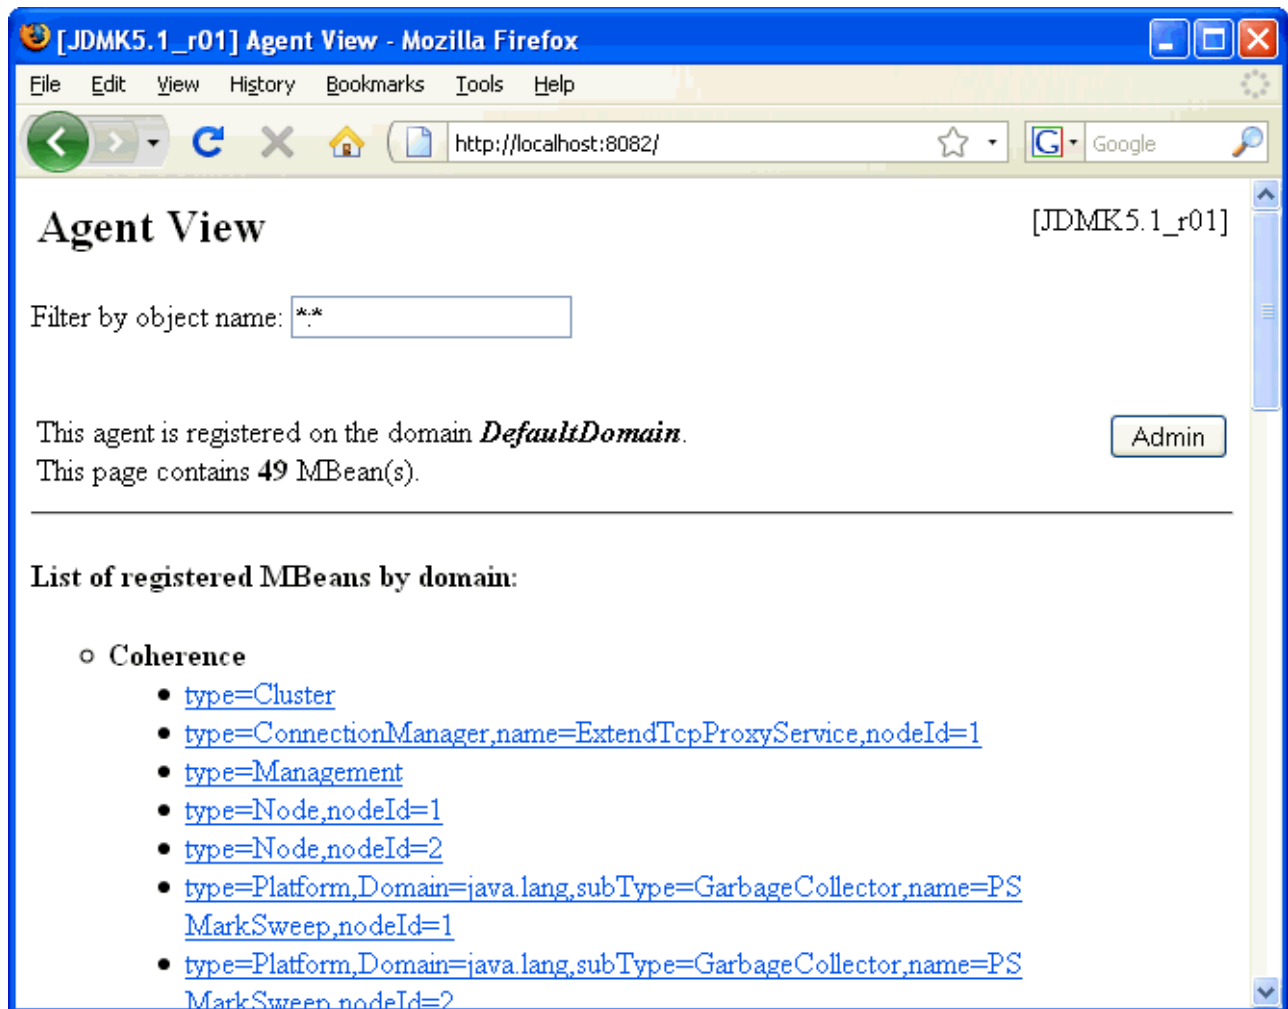 [JDMK5.1_r01] Agent View - Mozilla Firefox
File Edit View History Bookmarks Tools Help
http://localhost:8082/ G Google
Agent View [JDMK5.1_r01]
Filter by object name: *:*
This agent is registered on the domain DefaultDomain.
Admin
This page contains 49 MBean(s).
List of registered MBeans by domain:
Coherence
type=Cluster
type=ConnectionManager,name=ExtendTcpProxyService,nodeId=1
type=Management
type=Node,nodeId=1
type=Node,nodeId=2
type=Platform,Domain=java.lang,subType=GarbageCollector,name=PS
MarkSweep,nodeId=1
type=Platform,Domain=java.lang,subType=GarbageCollector,name=PS
MarkSweep,nodeId=2